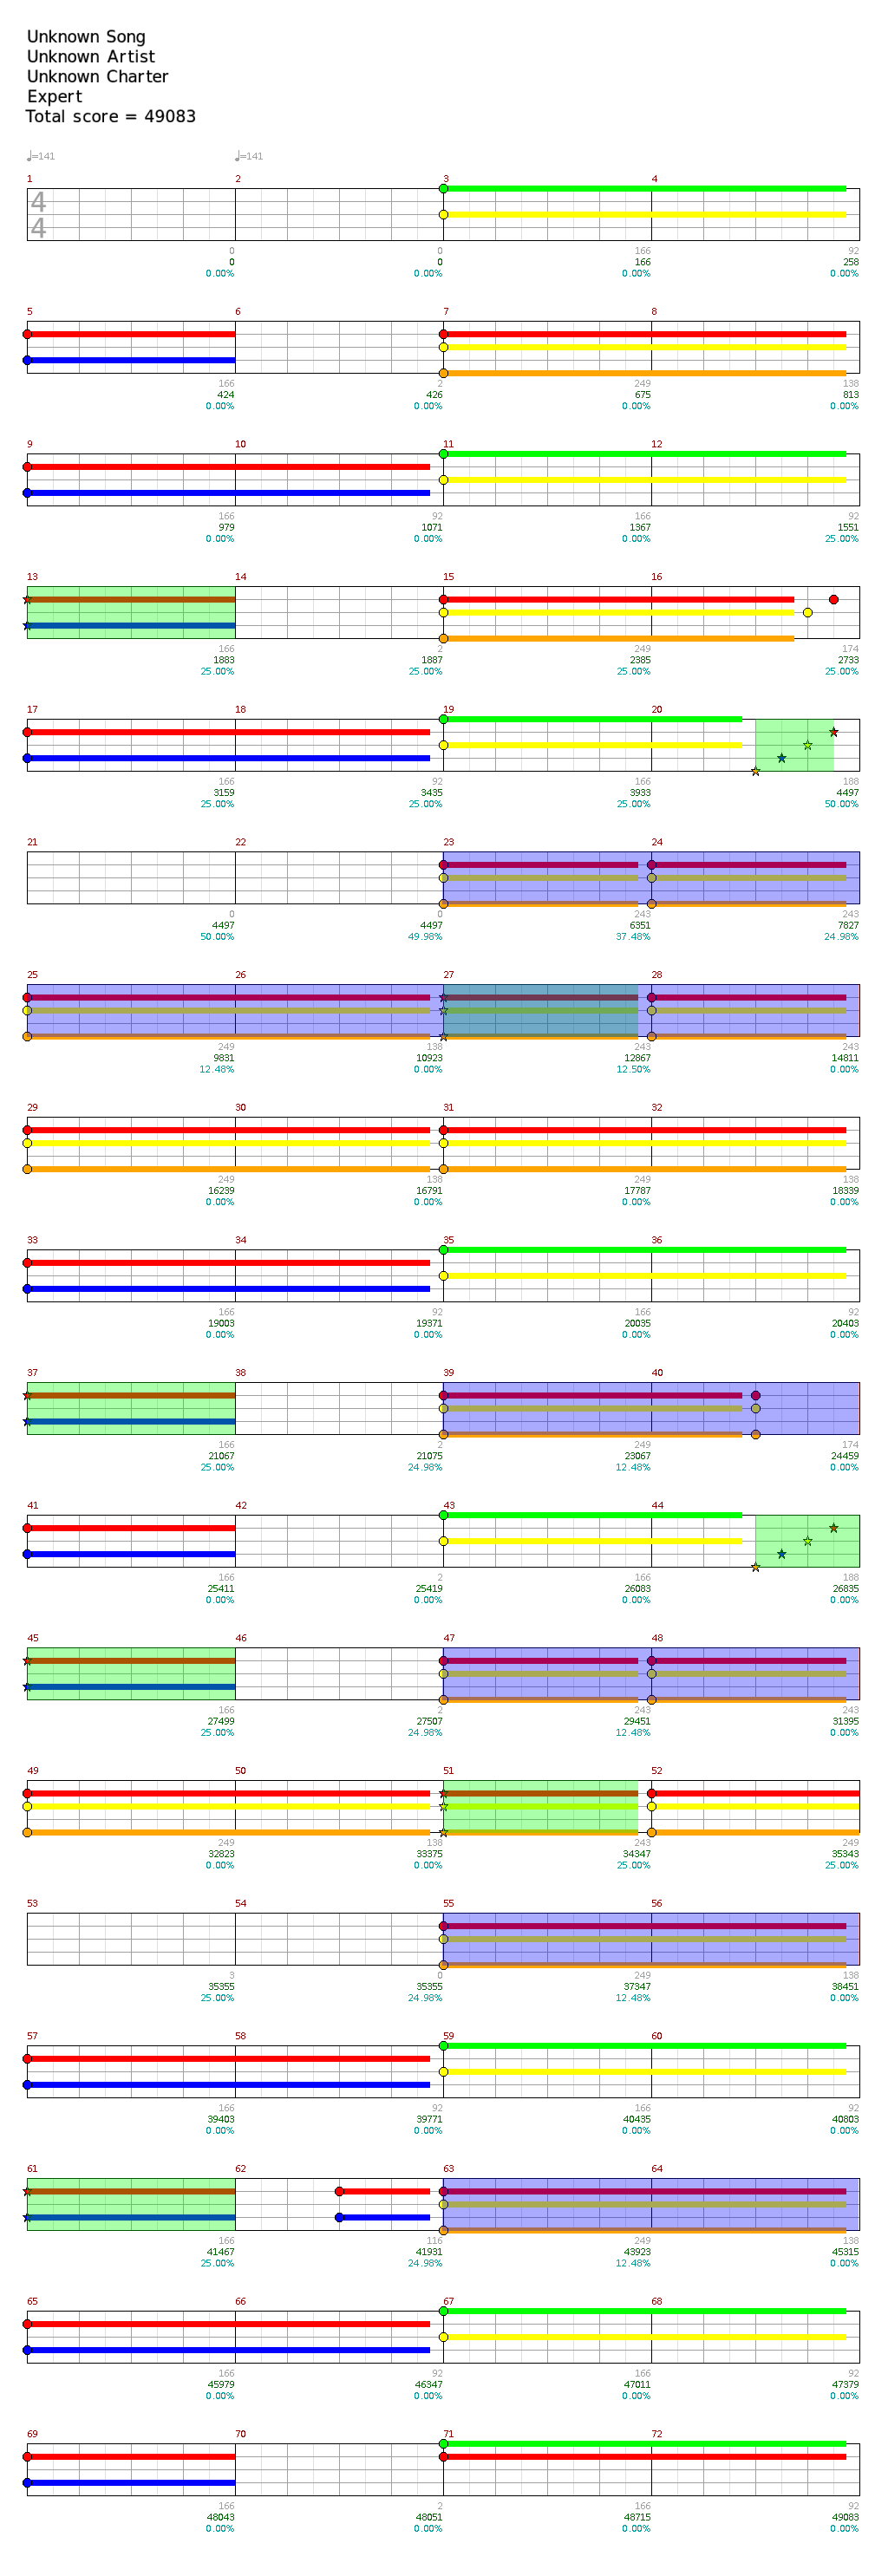 Unknown Song
Unknown Artist
Unknown Charter
Expert
Total score = 49083
♩=141 ♩=141
1 2 3 4
4
4
0 0 166 92
0 0 166 258
0.00% 0.00% 0.00% 0.00%
5 6 7 8
166 2 249 138
424 426 675 813
0.00% 0.00% 0.00% 0.00%
9 10 11 12
166 92 166 92
979 1071 1367 1551
0.00% 0.00% 0.00% 25.00%
13 14 15 16
166 2 249 174
1883 1887 2385 2733
25.00% 25.00% 25.00% 25.00%
17 18 19 20
166 92 166 188
3159 3435 3933 4497
25.00% 25.00% 25.00% 50.00%
21 22 23 24
0 0 243 243
4497 4497 6351 7827
50.00% 49.98% 37.48% 24.98%
25 26 27 28
249 138 243 243
9831 10923 12867 14811
12.48% 0.00% 12.50% 0.00%
29 30 31 32
249 138 249 138
16239 16791 17787 18339
0.00% 0.00% 0.00% 0.00%
33 34 35 36
166 92 166 92
19003 19371 20035 20403
0.00% 0.00% 0.00% 0.00%
37 38 39 40
166 2 249 174
21067 21075 23067 24459
25.00% 24.98% 12.48% 0.00%
41 42 43 44
166 2 166 188
25411 25419 26083 26835
0.00% 0.00% 0.00% 0.00%
45 46 47 48
166 2 243 243
27499 27507 29451 31395
25.00% 24.98% 12.48% 0.00%
49 50 51 52
249 138 243 249
32823 33375 34347 35343
0.00% 0.00% 25.00% 25.00%
53 54 55 56
3 0 249 138
35355 35355 37347 38451
25.00% 24.98% 12.48% 0.00%
57 58 59 60
166 92 166 92
39403 39771 40435 40803
0.00% 0.00% 0.00% 0.00%
61 62 63 64
166 116 249 138
41467 41931 43923 45315
25.00% 24.98% 12.48% 0.00%
65 66 67 68
166 92 166 92
45979 46347 47011 47379
0.00% 0.00% 0.00% 0.00%
69 70 71 72
166 2 166 92
48043 48051 48715 49083
0.00% 0.00% 0.00% 0.00%